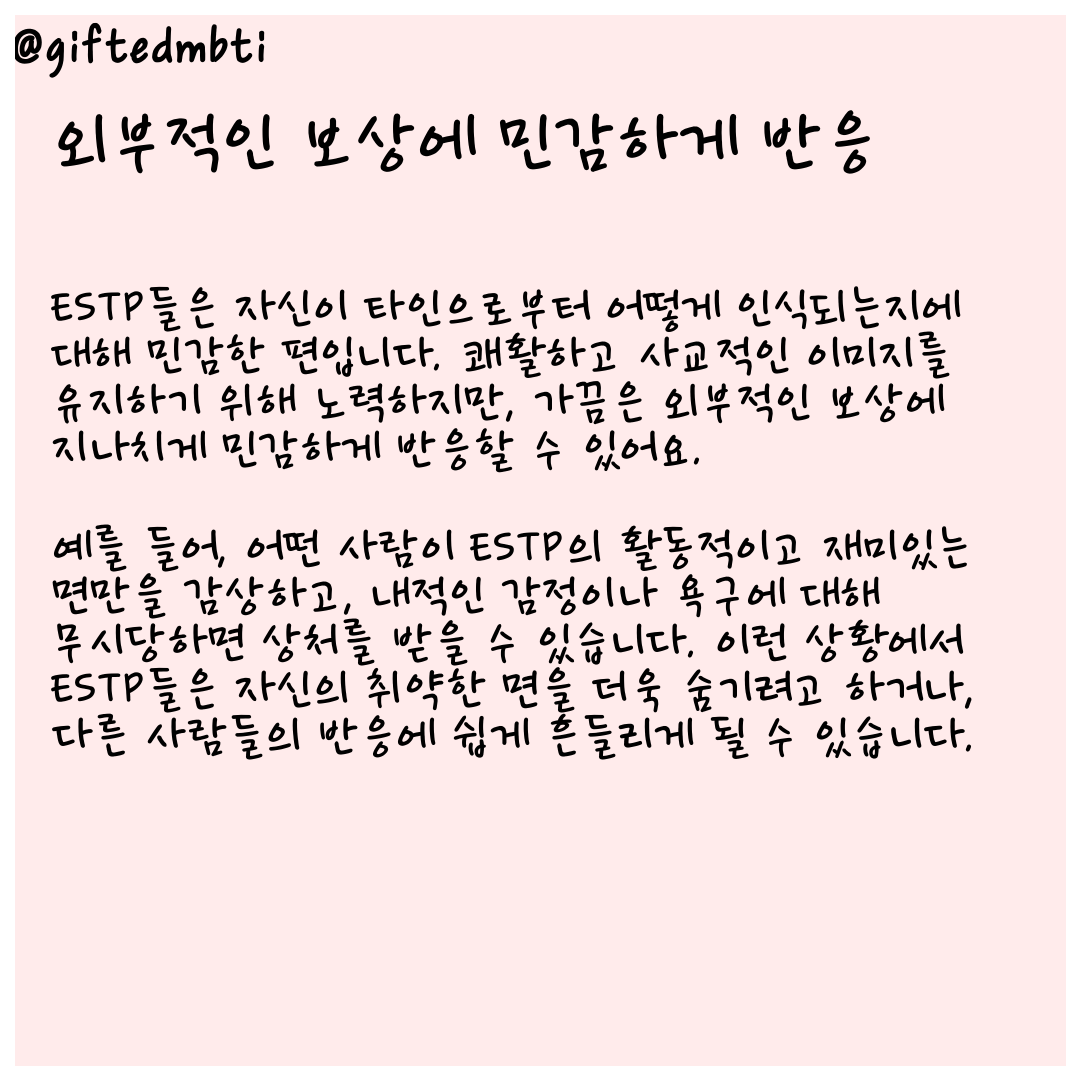 @giftedmbti
외부적인 보상에 민감하게 반응
ESTP들은 자신이 타인으로부터 어떻게 인식되는지에
대해 민감한 편입니다. 쾌활하고 사교적인 이미지를
유지하기 위해 노력하지만, 가끔은 외부적인 보상에
지나치게 민감하게 반응할 수 있어요.
예를 들어, 어떤 사람이 ESTP의 활동적이고 재미있는
면만을 감상하고, 내적인 감정이나 욕구에 대해
무시당하면 상처를 받을 수 있습니다. 이런 상황에서
ESTP들은 자신의 취약한 면을 더욱 숨기려고 하거나,
다른 사람들의 반응에 쉽게 흔들리게 될 수 있습니다.